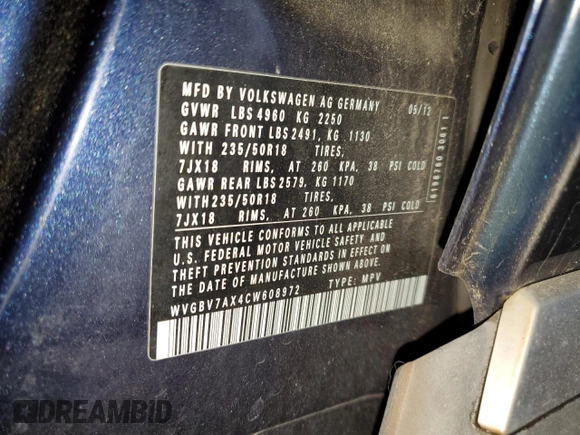 MFD BY VOLKSWAGEN AG GERMANY 05/12
GVWR LBS 4960 KG 2250
GAWR FRONT LBS 2491, KG 1130
WITH 235/50R18 TIRES,
7JX18 RIMS, AT 260 KPA, 38 PSI COLD
GAWR REAR LBS 2579, KG 1170
WITH 235/50R18 TIRES,
7JX18 RIMS, AT 260 KPA, 38 PSI COLD
THIS VEHICLE CONFORMS TO ALL APPLICABLE
U.S. FEDERAL MOTOR VEHICLE SAFETY AND
THEFT PREVENTION STANDARDS IN EFFECT ON
THE DATE OF MANUFACTURE SHOWN ABOVE.
WVGBV7AX4CW608972 TYPE: MPV
DREAMBID